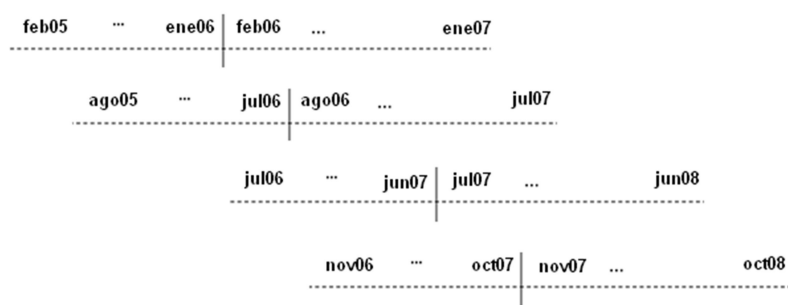 feb05 ... ene06 feb06 ... ene07
ago05 ... jul06 ago06 ... jul07
jul06 ... jun07 jul07 ... jun08
nov06 ... oct07 nov07 ... oct08